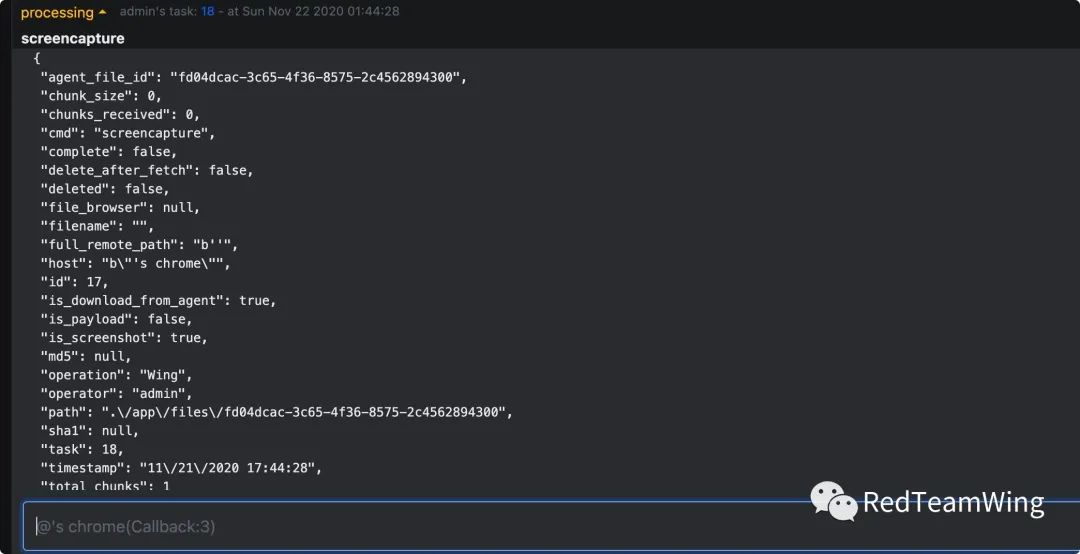 processing admin's task: 18 - at Sun Nov 22 2020 01:44:28
screencapture
{
"agent_file_id": "fd04dcac-3c65-4f36-8575-2c4562894300",
"chunk_size": 0,
"chunks_received": 0,
"cmd": "screencapture",
"complete": false,
"delete_after_fetch": false,
"deleted": false,
"file_browser": null,
"filename": "",
"full_remote_path": "b''",
"host": "b\"'s chrome\"",
"id": 17,
"is_download_from_agent": true,
"is_payload": false,
"is_screenshot": true,
"md5": null,
"operation": "Wing",
"operator": "admin",
"path": ".\/app\/files\/fd04dcac-3c65-4f36-8575-2c4562894300",
"sha1": null,
"task": 18,
"timestamp": "11\/21\/2020 17:44:28",
"total_chunks": 1
RedTeamWing
@'s chrome(Callback:3)